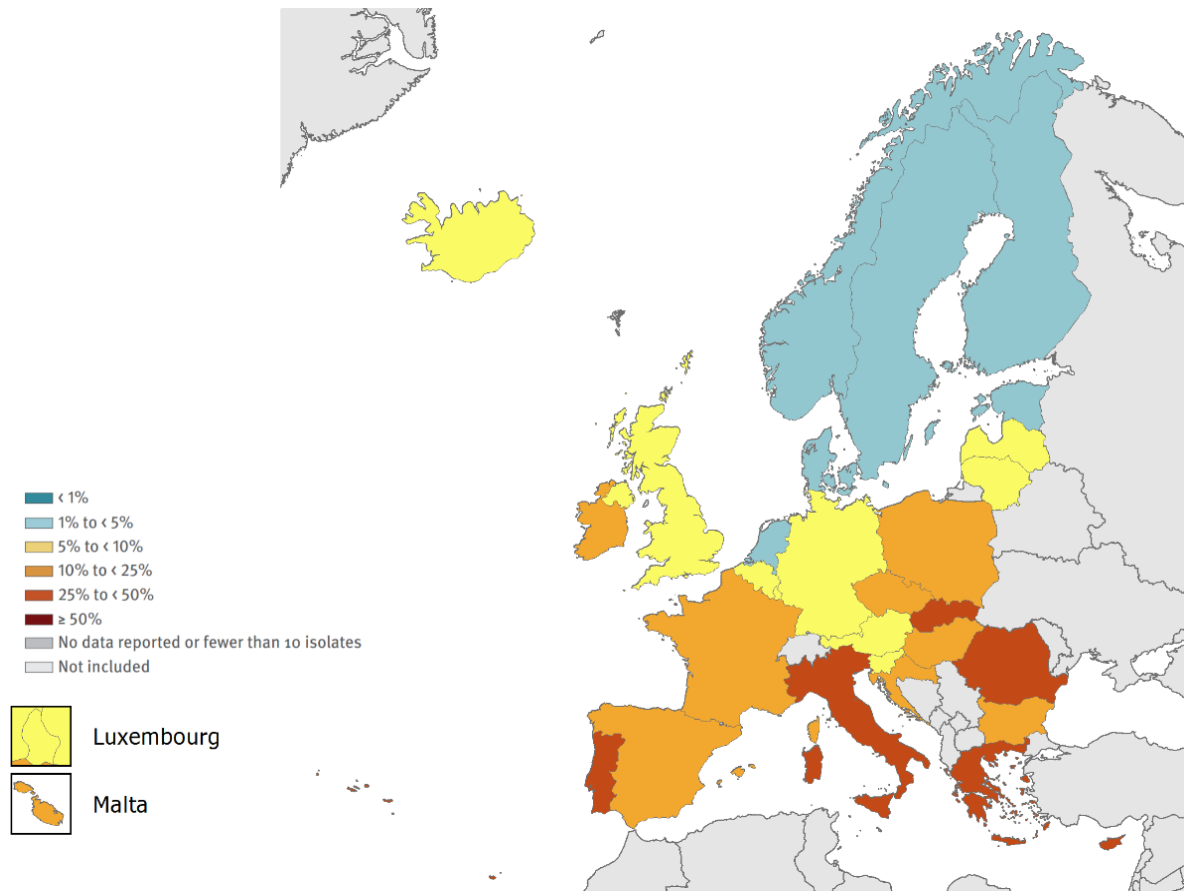 < 1%
1% to < 5%
5% to < 10%
10% to < 25%
25% to < 50%
≥ 50%
No data reported or fewer than 10 isolates
Not included
Luxembourg
Malta